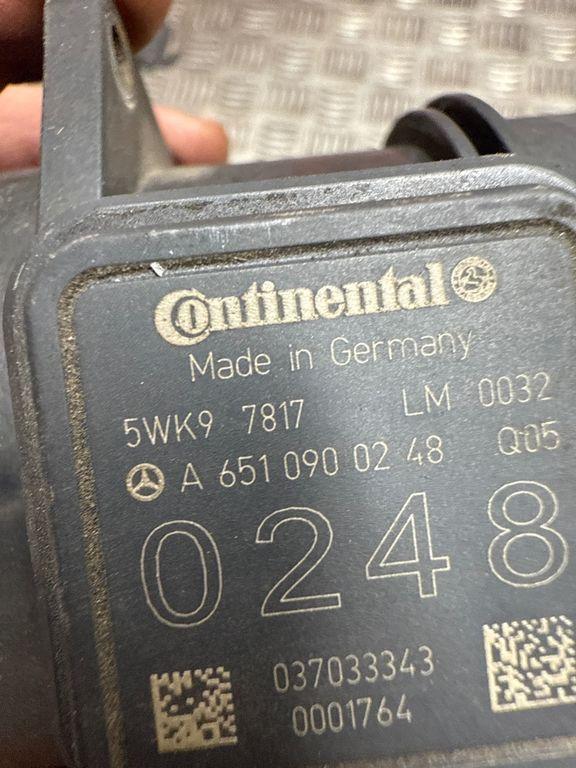 Continental
Made in Germany
5WK9 7817 LM 0032
A 651 090 02 48 Q05
0248
037033343
0001764